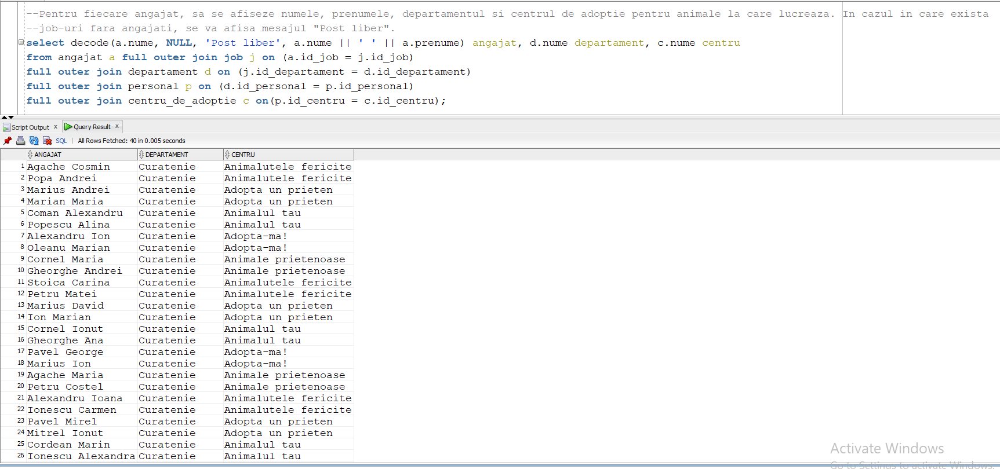 --Pentru fiecare angajat, sa se afiseze numele, prenumele, departamentul si centrul de adoptie pentru animale la care lucreaza. In cazul in care exista
--job-uri fara angajati, se va afisa mesajul "Post liber".
select decode(a.nume, NULL, 'Post liber', a.nume || ' ' || a.prenume) angajat, d.nume departament, c.nume centru
from angajat a full outer join job j on (a.id_job = j.id_job)
full outer join departament d on (j.id_departament = d.id_departament)
full outer join personal p on (d.id_personal = p.id_personal)
full outer join centru_de_adoptie c on(p.id_centru = c.id_centru);
Script Output x Query Result x
SQL | All Rows Fetched: 40 in 0.005 seconds
ANGAJAT DEPARTAMENT CENTRU
1 Agache Cosmin Curatenie Animalutele fericite
2 Popa Andrei Curatenie Animalutele fericite
3 Marius Andrei Curatenie Adopta un prieten
4 Marian Maria Curatenie Adopta un prieten
5 Coman Alexandru Curatenie Animalul tau
6 Popescu Alina Curatenie Animalul tau
7 Alexandru Ion Curatenie Adopta-ma!
8 Oleanu Marian Curatenie Adopta-ma!
9 Cornel Maria Curatenie Animale prietenoase
10 Gheorghe Andrei Curatenie Animale prietenoase
11 Stoica Carina Curatenie Animalutele fericite
12 Petru Matei Curatenie Animalutele fericite
13 Marius David Curatenie Adopta un prieten
14 Ion Marian Curatenie Adopta un prieten
15 Cornel Ionut Curatenie Animalul tau
16 Gheorghe Ana Curatenie Animalul tau
17 Pavel George Curatenie Adopta-ma!
18 Marius Ion Curatenie Adopta-ma!
19 Agache Maria Curatenie Animale prietenoase
20 Petru Costel Curatenie Animale prietenoase
21 Alexandru Ioana Curatenie Animalutele fericite
22 Ionescu Carmen Curatenie Animalutele fericite
23 Pavel Mirel Curatenie Adopta un prieten
24 Mitrel Ionut Curatenie Adopta un prieten
25 Cordean Marin Curatenie Animalul tau
26 Ionescu Alexandra Curatenie Animalul tau
Activate Windows
Go to Settings to activate Windows.